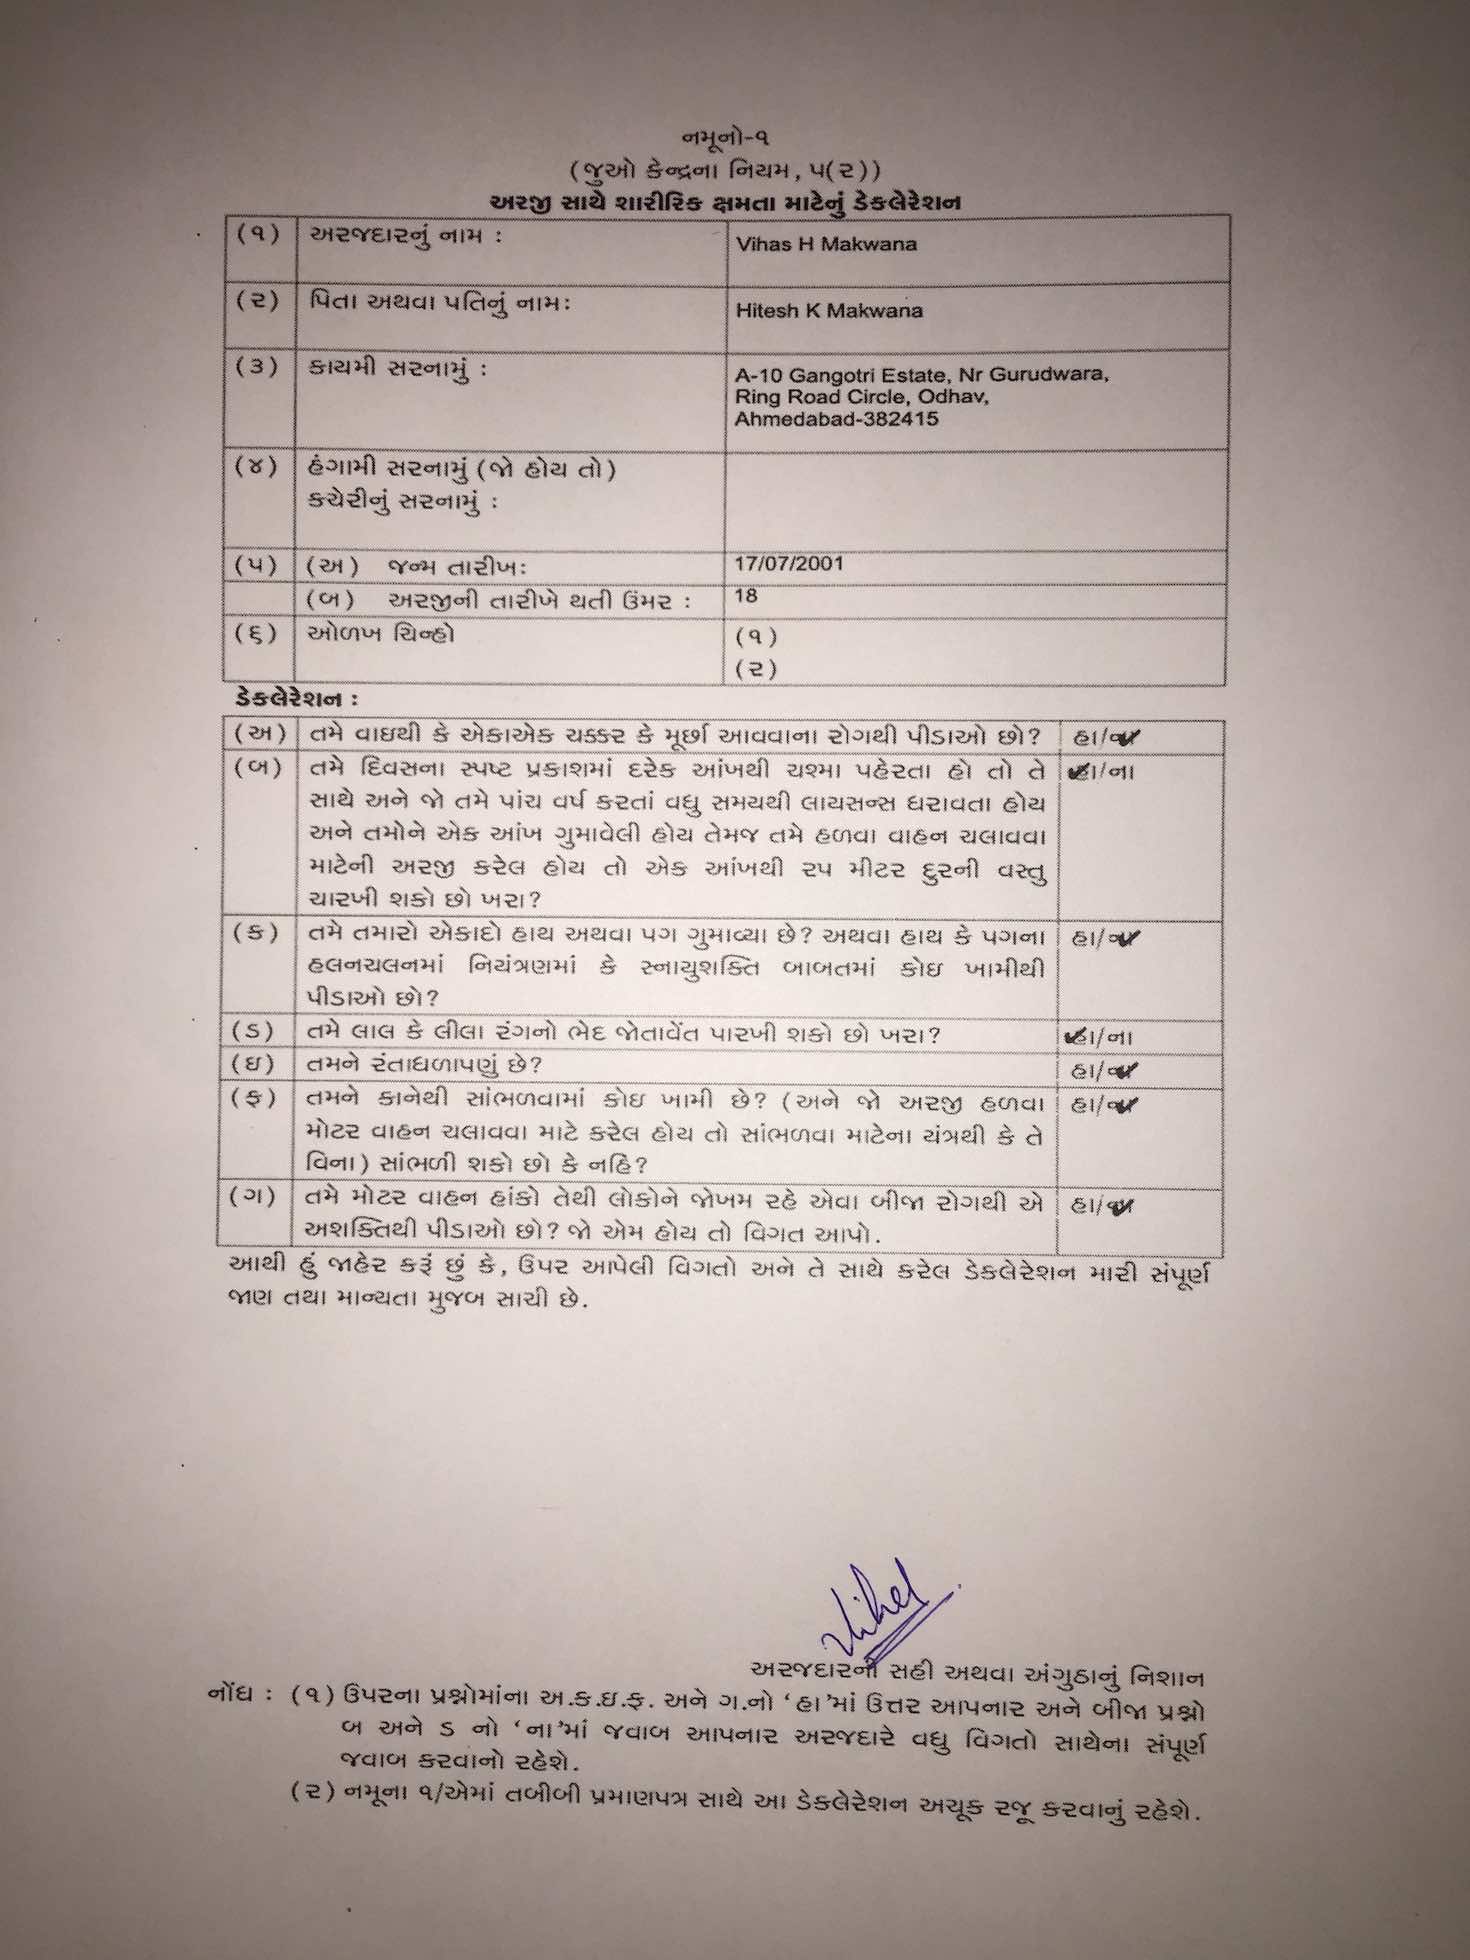 નમૂનો-૧
(જુઓ કેન્દ્રના નિયમ, ૫(૨))
અરજી સાથે શારીરિક ક્ષમતા માટેનું ડેકલેરેશન
(૧) અરજદારનું નામ : Vihas H Makwana
(૨) પિતા અથવા પતિનું નામઃ Hitesh K Makwana
(૩) કાયમી સરનામું : A-10 Gangotri Estate, Nr Gurudwara,
Ring Road Circle, Odhav,
Ahmedabad-382415
(૪) હંગામી સરનામું (જો હોય તો)
કચેરીનું સરનામું :
(૫) (અ) જન્મ તારીખઃ 17/07/2001
(બ) અરજીની તારીખે થતી ઉંમર : 18
(૬) ઓળખ ચિન્હો (૧)
(૨)
ડેકલેરેશન :
(અ) તમે વાઇથી કે એકાએક ચક્કર કે મૂર્છા આવવાના રોગથી પીડાઓ છો? હા/ના
(બ) તમે દિવસના સ્પષ્ટ પ્રકાશમાં દરેક આંખથી ચશ્મા પહેરતા હો તો તે હા/ના
સાથે અને જો તમે પાંચ વર્ષ કરતાં વધુ સમયથી લાયસન્સ ધરાવતા હોય
અને તમોને એક આંખ ગુમાવેલી હોય તેમજ તમે હળવા વાહન ચલાવવા
માટેની અરજી કરેલ હોય તો એક આંખથી ૨૫ મીટર દુરની વસ્તુ
ચારખી શકો છો ખરા?
(ક) તમે તમારો એકાદો હાથ અથવા પગ ગુમાવ્યા છે? અથવા હાથ કે પગના હા/ના
હલનચલનમાં નિયંત્રણમાં કે સ્નાયુશક્તિ બાબતમાં કોઇ ખામીથી
પીડાઓ છો?
(ડ) તમે લાલ કે લીલા રંગનો ભેદ જોતાવેંત પારખી શકો છો ખરા? હા/ના
(ઇ) તમને રંતાધળાપણું છે? હા/ના
(ફ) તમને કાનેથી સાંભળવામાં કોઇ ખામી છે? (અને જો અરજી હળવા હા/ના
મોટર વાહન ચલાવવા માટે કરેલ હોય તો સાંભળવા માટેના યંત્રથી કે તે
વિના) સાંભળી શકો છો કે નહિ?
(ગ) તમે મોટર વાહન હાંકો તેથી લોકોને જોખમ રહે એવા બીજા રોગથી એ હા/ના
અશક્તિથી પીડાઓ છો? જો એમ હોય તો વિગત આપો.
આથી હું જાહેર કરૂં છું કે, ઉપર આપેલી વિગતો અને તે સાથે કરેલ ડેકલેરેશન મારી સંપૂર્ણ
જાણ તથા માન્યતા મુજબ સાચી છે.
અરજદારની સહી અથવા અંગુઠાનું નિશાન
નોંધ : (૧) ઉપરના પ્રશ્નોમાંના અ.ક.ઇ.ફ. અને ગ.નો ‘હા’માં ઉત્તર આપનાર અને બીજા પ્રશ્નો
બ અને ડ નો ‘ના’માં જવાબ આપનાર અરજદારે વધુ વિગતો સાથેના સંપૂર્ણ
જવાબ કરવાનો રહેશે.
(૨) નમૂના ૧/એમાં તબીબી પ્રમાણપત્ર સાથે આ ડેકલેરેશન અચૂક રજૂ કરવાનું રહેશે.